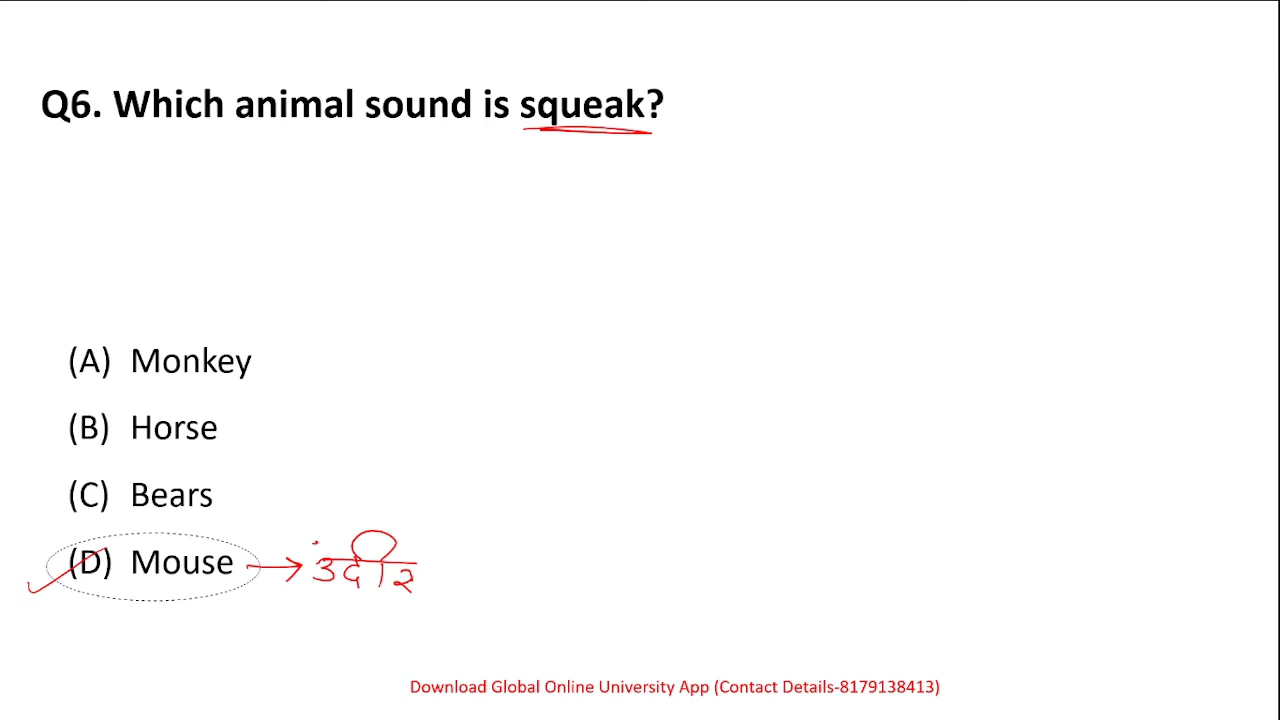 Q6. Which animal sound is squeak?
(A) Monkey
(B) Horse
(C) Bears
(D) Mouse → उंदीर
Download Global Online University App (Contact Details-8179138413)